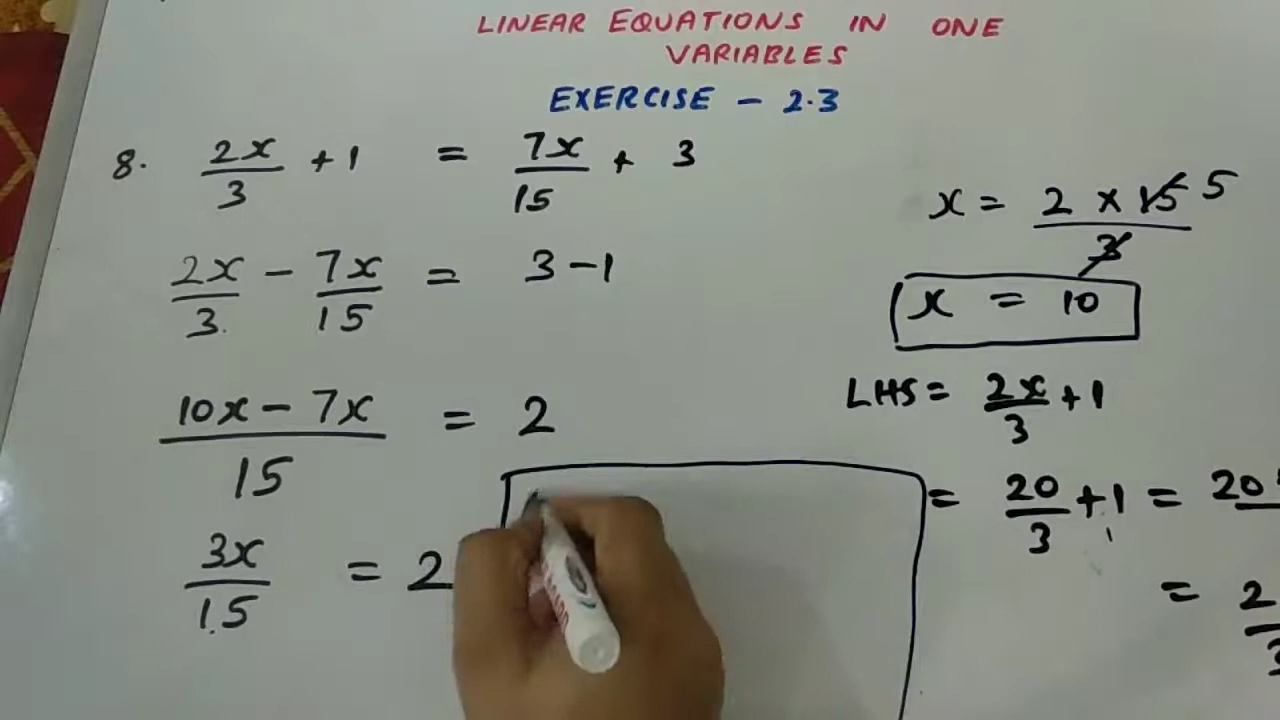 LINEAR EQUATIONS IN ONE
VARIABLES
EXERCISE - 2.3
8. 2x/3 + 1 = 7x/15 + 3
2x/3 - 7x/15 = 3 - 1
10x - 7x/15 = 2
3x/15 = 2
x = 2 × 15 5/3
x = 10
LHS = 2x/3 + 1
= 20/3 + 1/1 = 20
= 2/3